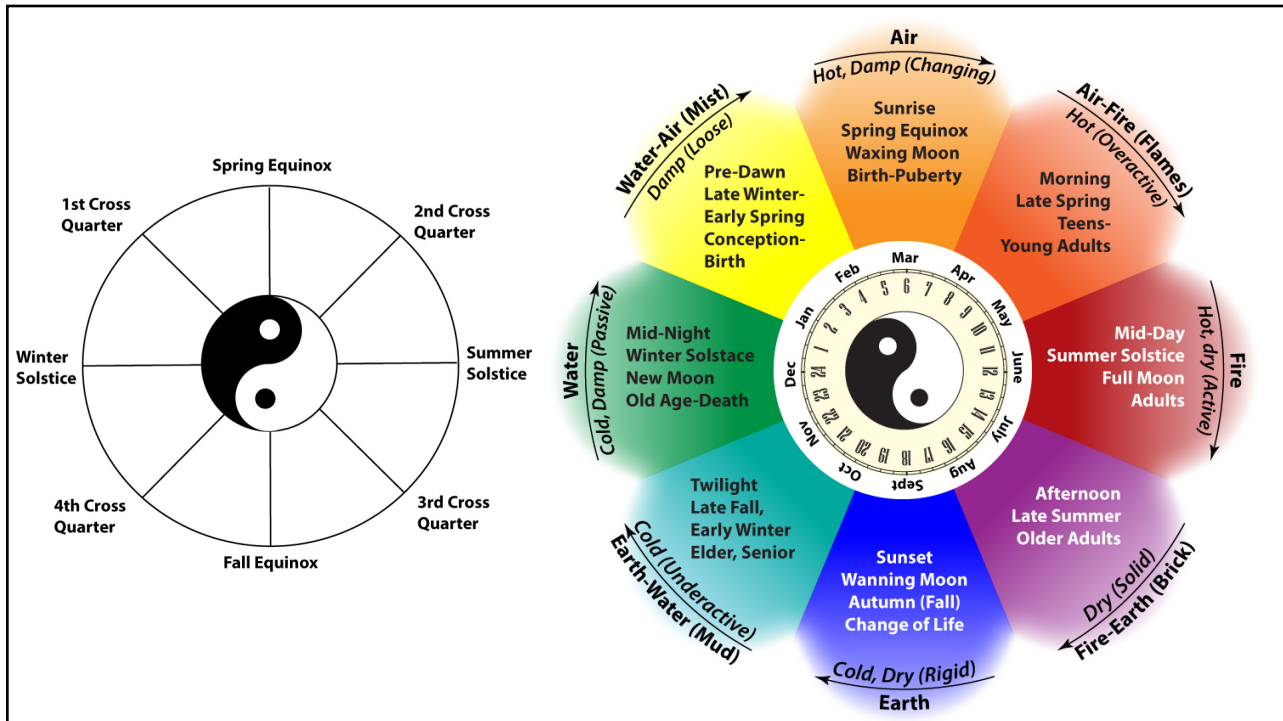 Spring Equinox
1st Cross
Quarter
2nd Cross
Quarter
Winter
Solstice
Summer
Solstice
4th Cross
Quarter
3rd Cross
Quarter
Fall Equinox
Air
Hot, Damp (Changing)
Sunrise
Spring Equinox
Waxing Moon
Birth-Puberty
Air-Fire (Flames)
Hot (Overactive)
Morning
Late Spring
Teens-
Young Adults
Fire
Hot, dry (Active)
Mid-Day
Summer Solstice
Full Moon
Adults
Fire-Earth (Brick)
Dry (Solid)
Afternoon
Late Summer
Older Adults
Earth
Cold, Dry (Rigid)
Sunset
Wanning Moon
Autumn (Fall)
Change of Life
Earth-Water (Mud)
Cold (Underactive)
Twilight
Late Fall,
Early Winter
Elder, Senior
Water
Cold, Damp (Passive)
Mid-Night
Winter Solstace
New Moon
Old Age-Death
Water-Air (Mist)
Damp (Loose)
Pre-Dawn
Late Winter-
Early Spring
Conception-
Birth
Jan
Feb
Mar
Apr
May
June
July
Aug
Sept
Oct
Nov
Dec
1 2 3 4 5 6 7 8 9 10 11 12 13 14 15 16 17 18 19 20 21 22 23 24